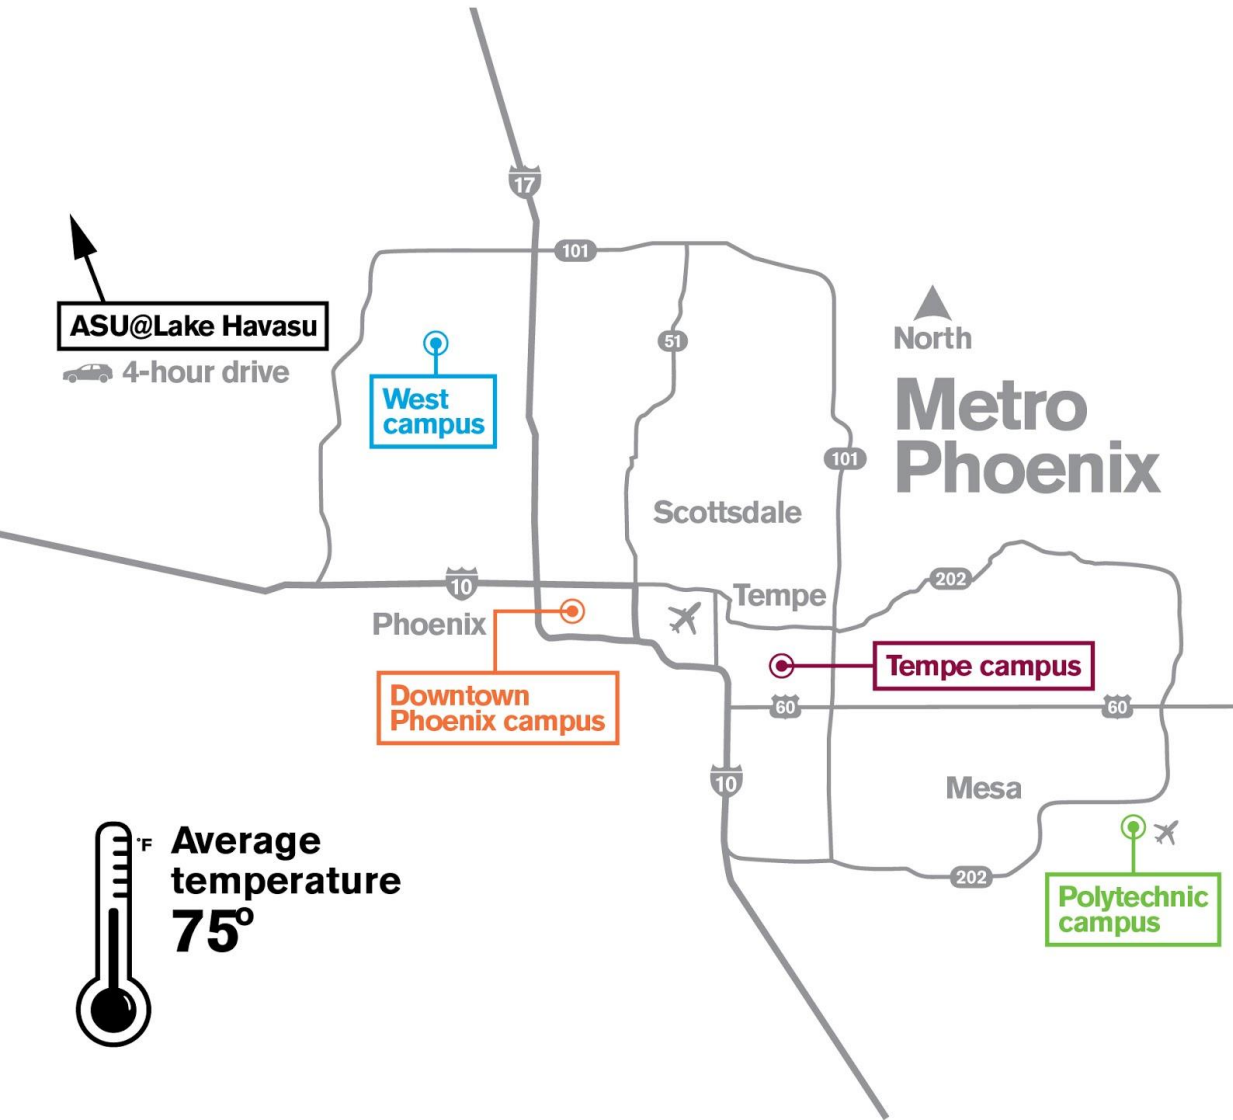 17
101
ASU@Lake Havasu
4-hour drive
North
51
West
campus
Metro
Phoenix
101
Scottsdale
10
202
Tempe
Phoenix
Tempe campus
Downtown
Phoenix campus
60
60
10
Mesa
°F
Average
temperature
75°
202
Polytechnic
campus